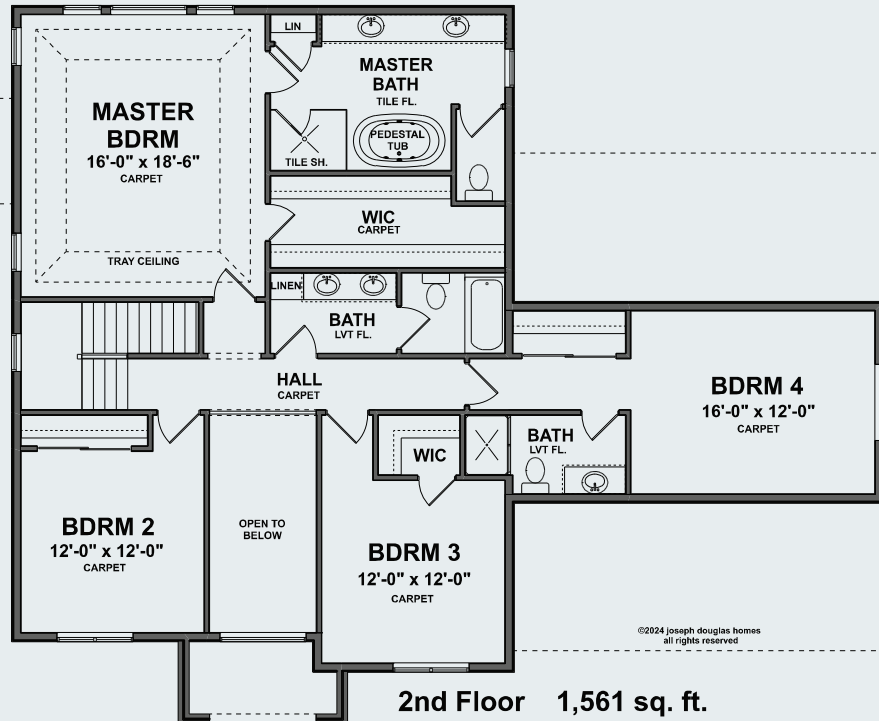 LIN
MASTER
BATH
TILE FL.
MASTER
BDRM
16'-0" x 18'-6"
CARPET
PEDESTAL
TUB
TILE SH.
WIC
CARPET
TRAY CEILING
LINEN
BATH
LVT FL.
HALL
CARPET
BDRM 4
16'-0" x 12'-0"
CARPET
BATH
LVT FL.
WIC
BDRM 2
12'-0" x 12'-0"
CARPET
OPEN TO
BELOW
BDRM 3
12'-0" x 12'-0"
CARPET
©2024 joseph douglas homes
all rights reserved
2nd Floor 1,561 sq. ft.